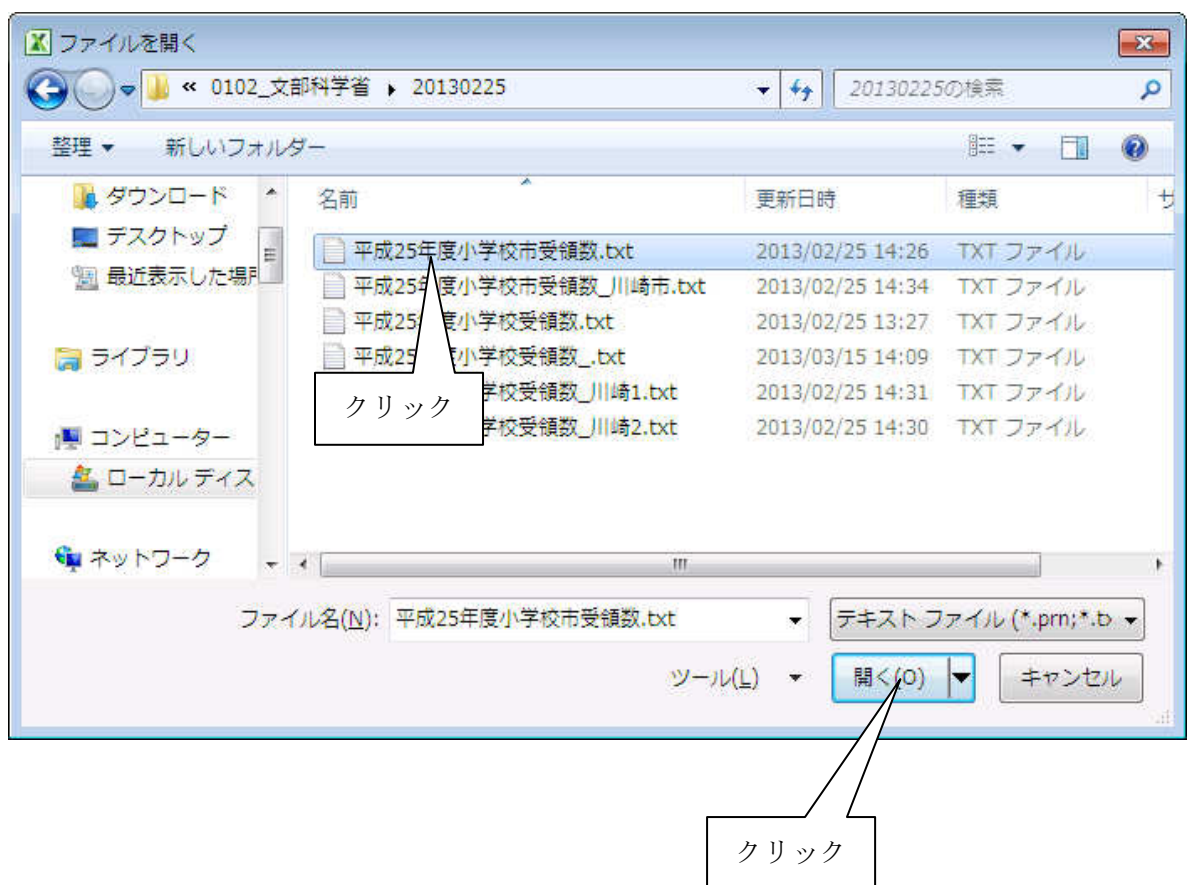 ファイルを開く
« 0102_文部科学省 ▶ 20130225
20130225の検索
整理 ▼ 新しいフォルダー
ダウンロード
デスクトップ
最近表示した場所
ライブラリ
コンピューター
ローカル ディス
ネットワーク
名前 更新日時 種類 サ
平成25年度小学校市受領数.txt 2013/02/25 14:26 TXT ファイル
平成25年度小学校市受領数_川崎市.txt 2013/02/25 14:34 TXT ファイル
平成25年度小学校受領数.txt 2013/02/25 13:27 TXT ファイル
平成25 小学校受領数_.txt 2013/03/15 14:09 TXT ファイル
学校受領数_川崎1.txt 2013/02/25 14:31 TXT ファイル
学校受領数_川崎2.txt 2013/02/25 14:30 TXT ファイル
クリック
ファイル名(N): 平成25年度小学校市受領数.txt テキスト ファイル (*.prn;*.t
ツール(L) ▼ 開く(O) ▼ キャンセル
クリック